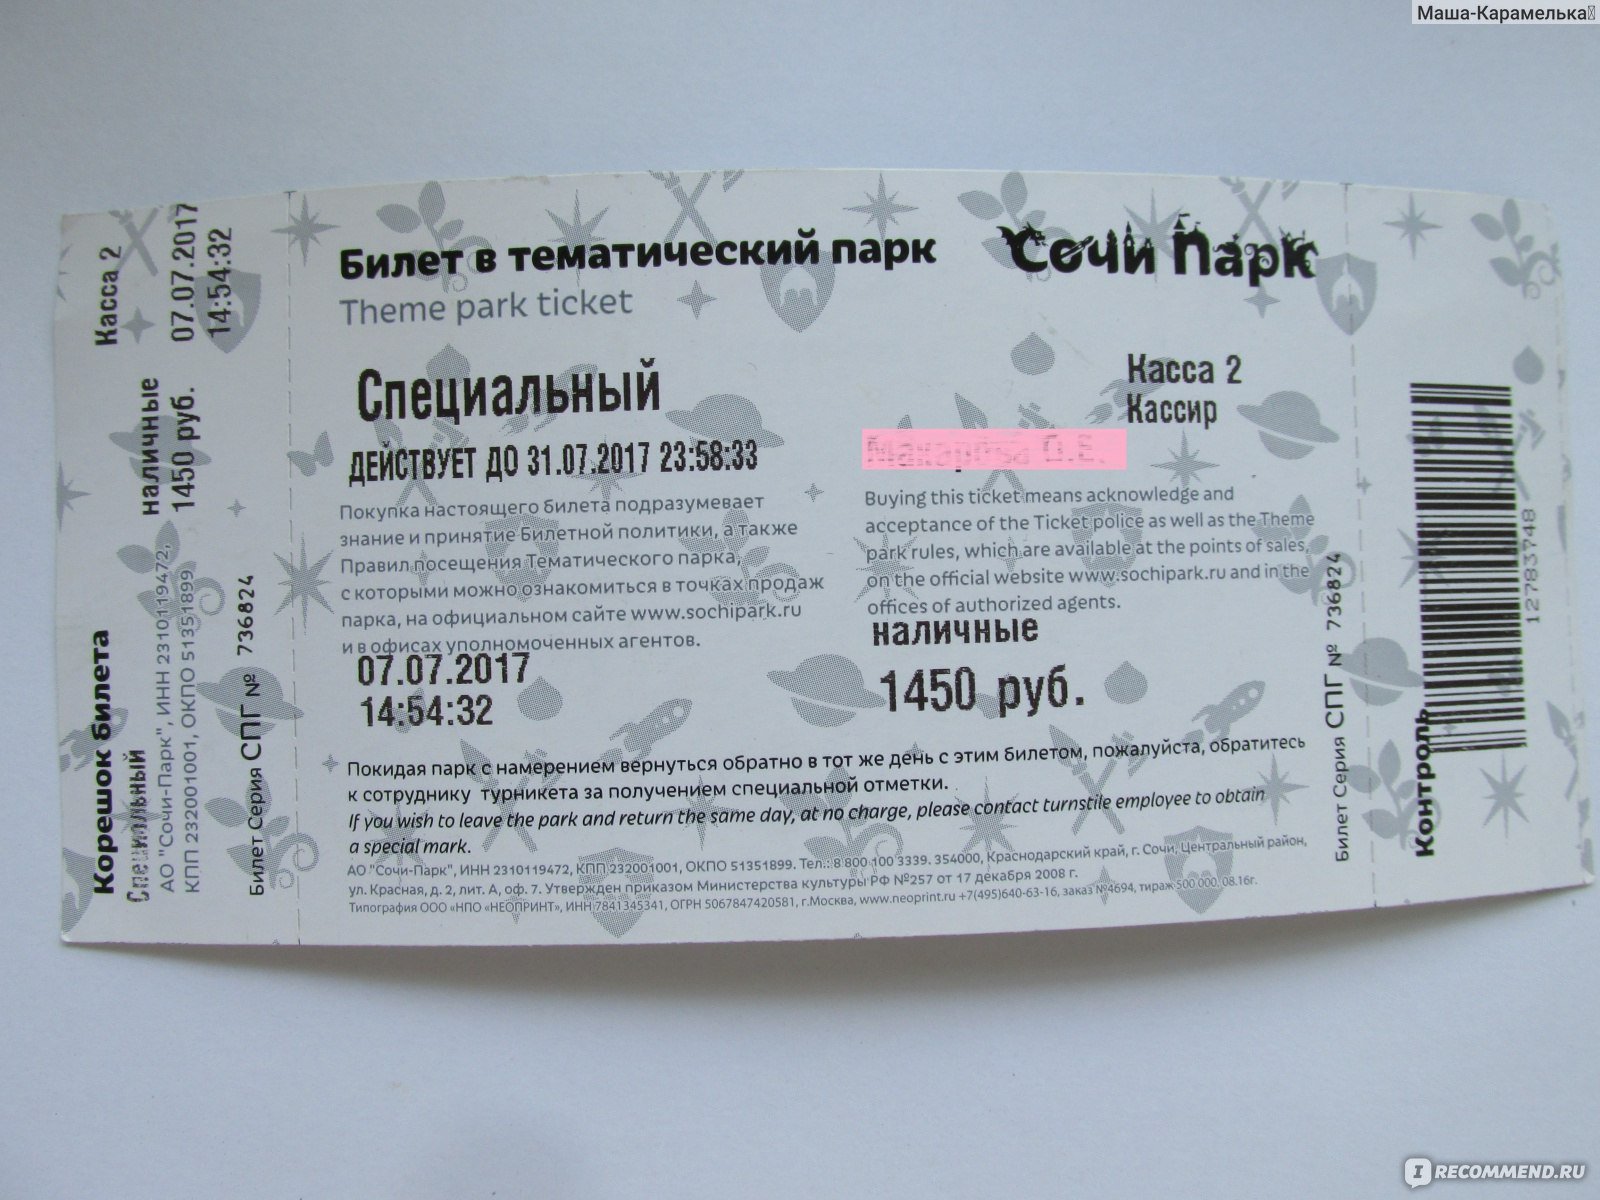 Маша-Карамелька
Касса 2
07.07.2017
14:54:32
наличные
1450 руб.
Корешок билета
Специальный
АО "Сочи-Парк", ИНН 2310119472,
КПП 232001001, ОКПО 51351899
Билет Серия СПГ № 736824
Билет в тематический парк
Theme park ticket
Сочи Парк
Специальный
ДЕЙСТВУЕТ ДО 31.07.2017 23:58:33
Касса 2
Кассир
Покупка настоящего билета подразумевает
знание и принятие Билетной политики, а также
Правил посещения Тематического парка,
с которыми можно ознакомиться в точках продаж
парка, на официальном сайте www.sochipark.ru
и в офисах уполномоченных агентов.
07.07.2017
14:54:32
Buying this ticket means acknowledge and
acceptance of the Ticket police as well as the Theme
park rules, which are available at the points of sales,
on the official website www.sochipark.ru and in the
offices of authorized agents.
наличные
1450 руб.
Покидая парк с намерением вернуться обратно в тот же день с этим билетом, пожалуйста, обратитесь
к сотруднику турникета за получением специальной отметки.
If you wish to leave the park and return the same day, at no charge, please contact turnstile employee to obtain
a special mark.
АО "Сочи-Парк", ИНН 2310119472, КПП 232001001, ОКПО 51351899. Тел.: 8 800 100 3339. 354000, Краснодарский край, г. Сочи, Центральный район,
ул. Красная, д. 2, лит. А, оф. 7. Утвержден приказом Министерства культуры РФ №257 от 17 декабря 2008 г.
Типография ООО «НПО «НЕОПРИНТ», ИНН 7841345341, ОГРН 5067847420581, г.Москва, www.neoprint.ru +7(495)640-63-16, заказ №4694, тираж 500 000. 08.16г.
Билет Серия СПГ № 736824
Контроль
12783748
IRECOMMEND.RU